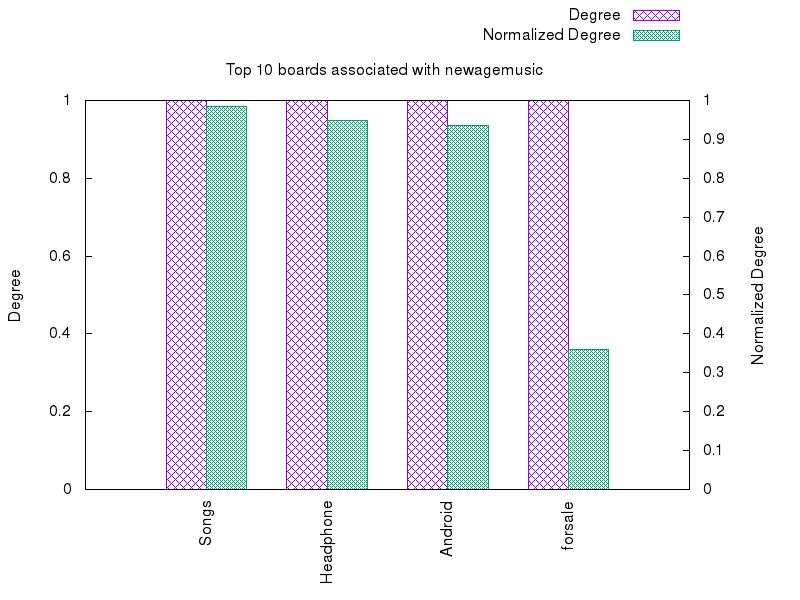 Degree
Normalized Degree
Top 10 boards associated with newagemusic
1
0.8
0.6
0.4
0.2
0
Degree
1
0.9
0.8
0.7
0.6
0.5
0.4
0.3
0.2
0.1
0
Normalized Degree
Songs
Headphone
Android
forsale